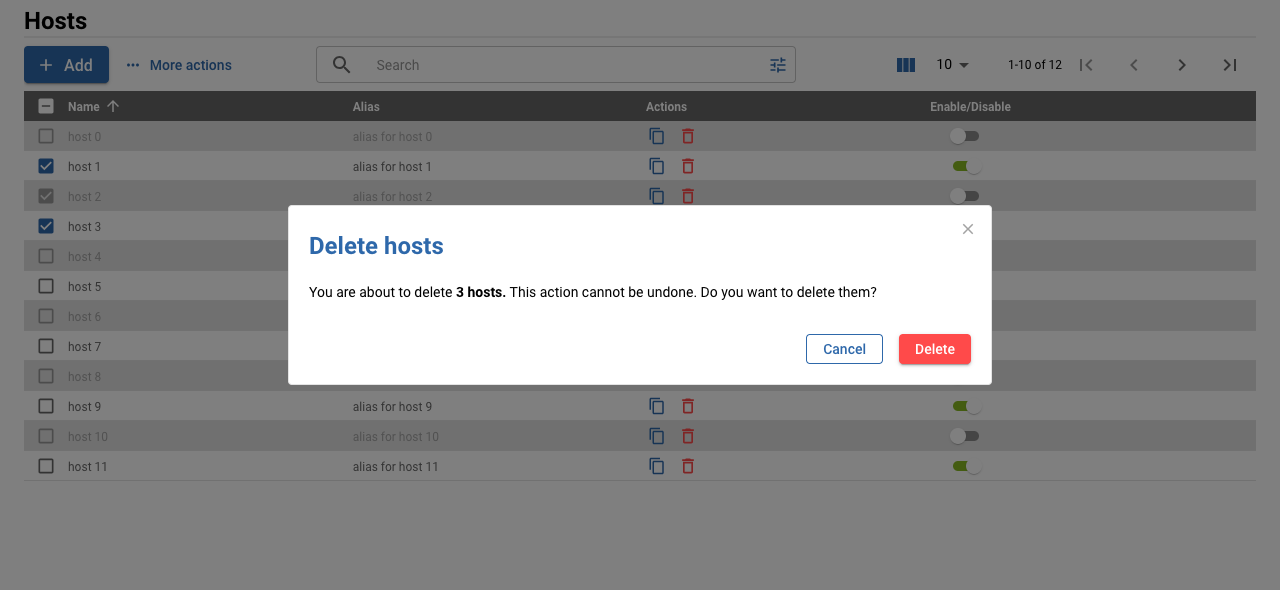 Hosts
Add
More actions
Search
10
1-10 of 12
Name Alias Actions Enable/Disable
host 0 alias for host 0
host 1 alias for host 1
host 2 alias for host 2
host 3
host 4
host 5
host 6
host 7
host 8
host 9 alias for host 9
host 10 alias for host 10
host 11 alias for host 11
Delete hosts
You are about to delete 3 hosts. This action cannot be undone. Do you want to delete them?
Cancel
Delete